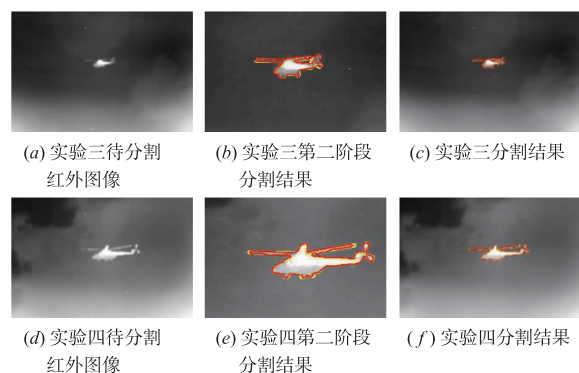 (a) 实验三待分割
红外图像
(b) 实验三第二阶段
分割结果
(c) 实验三分割结果
(d) 实验四待分割
红外图像
(e) 实验四第二阶段
分割结果
(f) 实验四分割结果